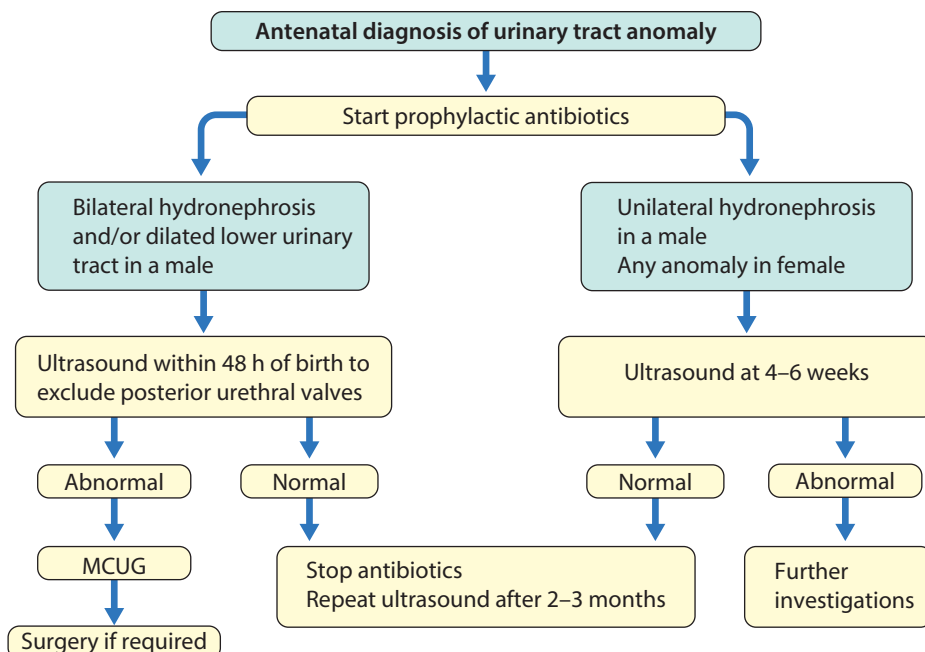 Antenatal diagnosis of urinary tract anomaly
Start prophylactic antibiotics
Bilateral hydronephrosis
and/or dilated lower urinary
tract in a male
Unilateral hydronephrosis
in a male
Any anomaly in female
Ultrasound within 48 h of birth to
exclude posterior urethral valves
Ultrasound at 4–6 weeks
Abnormal
Normal
Normal
Abnormal
MCUG
Stop antibiotics
Repeat ultrasound after 2–3 months
Further
investigations
Surgery if required